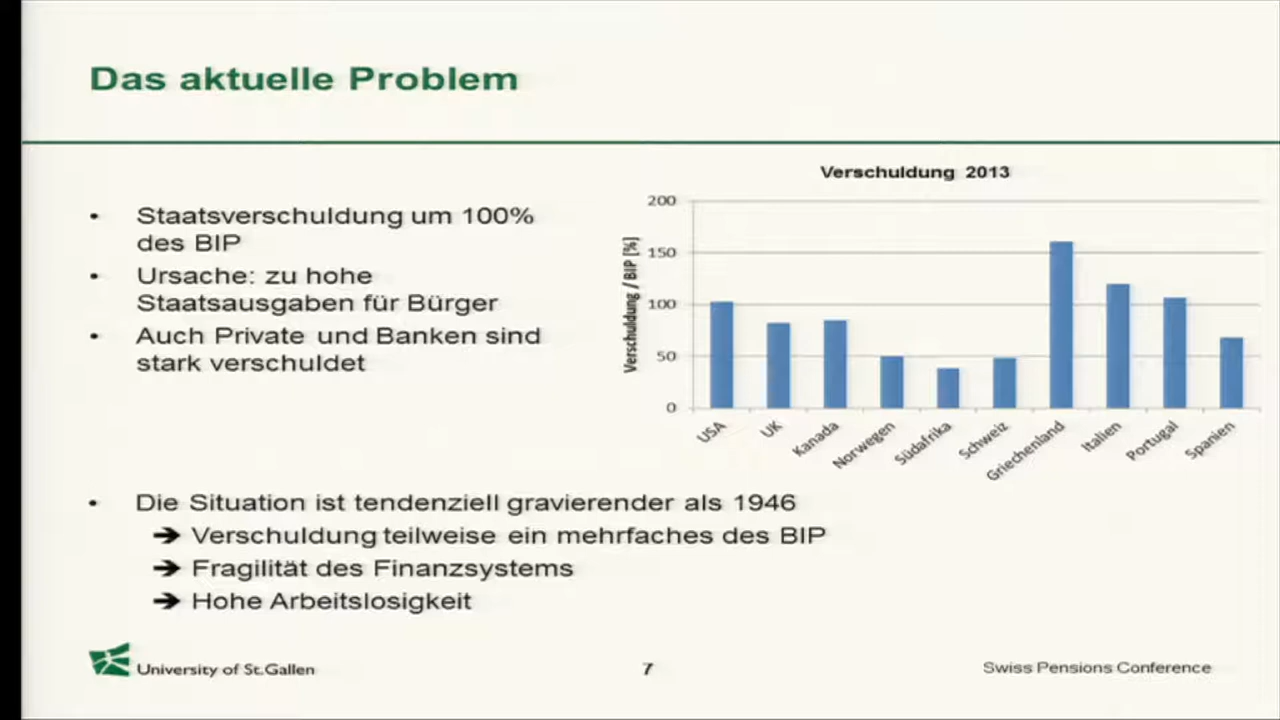 Das aktuelle Problem
• Staatsverschuldung um 100%
des BIP
• Ursache: zu hohe
Staatsausgaben für Bürger
• Auch Private und Banken sind
stark verschuldet
Verschuldung 2013
Verschuldung / BIP [%]
200
150
100
50
0
USA
UK
Kanada
Norwegen
Südafrika
Schweiz
Griechenland
Italien
Portugal
Spanien
• Die Situation ist tendenziell gravierender als 1946
➔ Verschuldung teilweise ein mehrfaches des BIP
➔ Fragilität des Finanzsystems
➔ Hohe Arbeitslosigkeit
University of St.Gallen
7
Swiss Pensions Conference